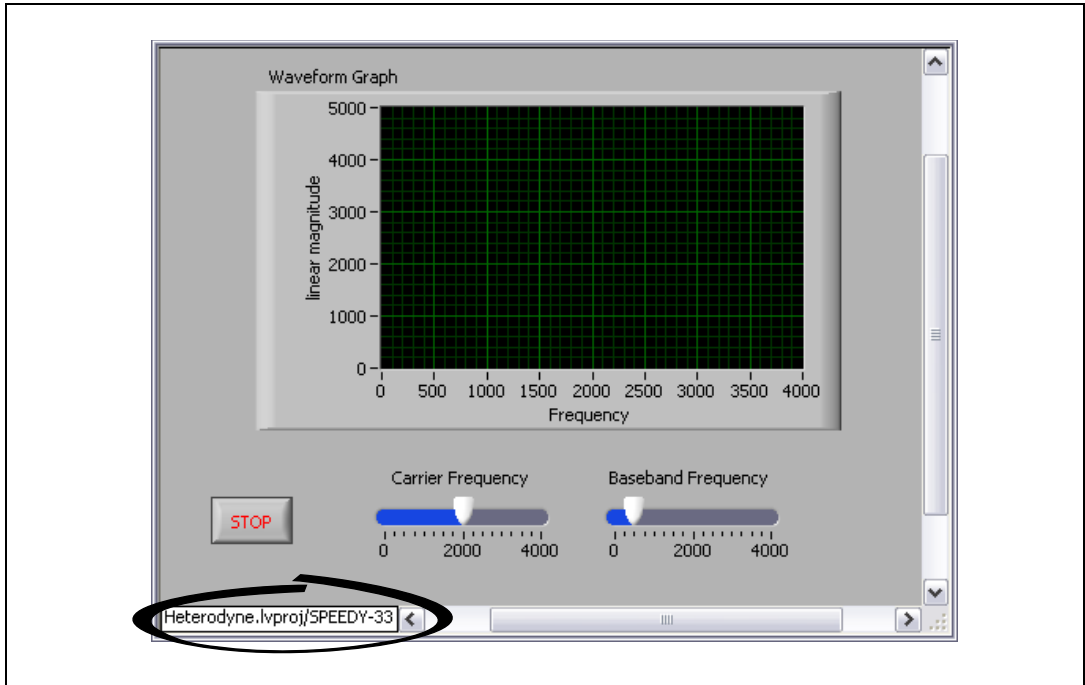 Waveform Graph
5000
4000
3000
2000
1000
0
linear magnitude
0 500 1000 1500 2000 2500 3000 3500 4000
Frequency
Carrier Frequency
0 2000 4000
Baseband Frequency
0 2000 4000
STOP
Heterodyne.lvproj/SPEEDY-33